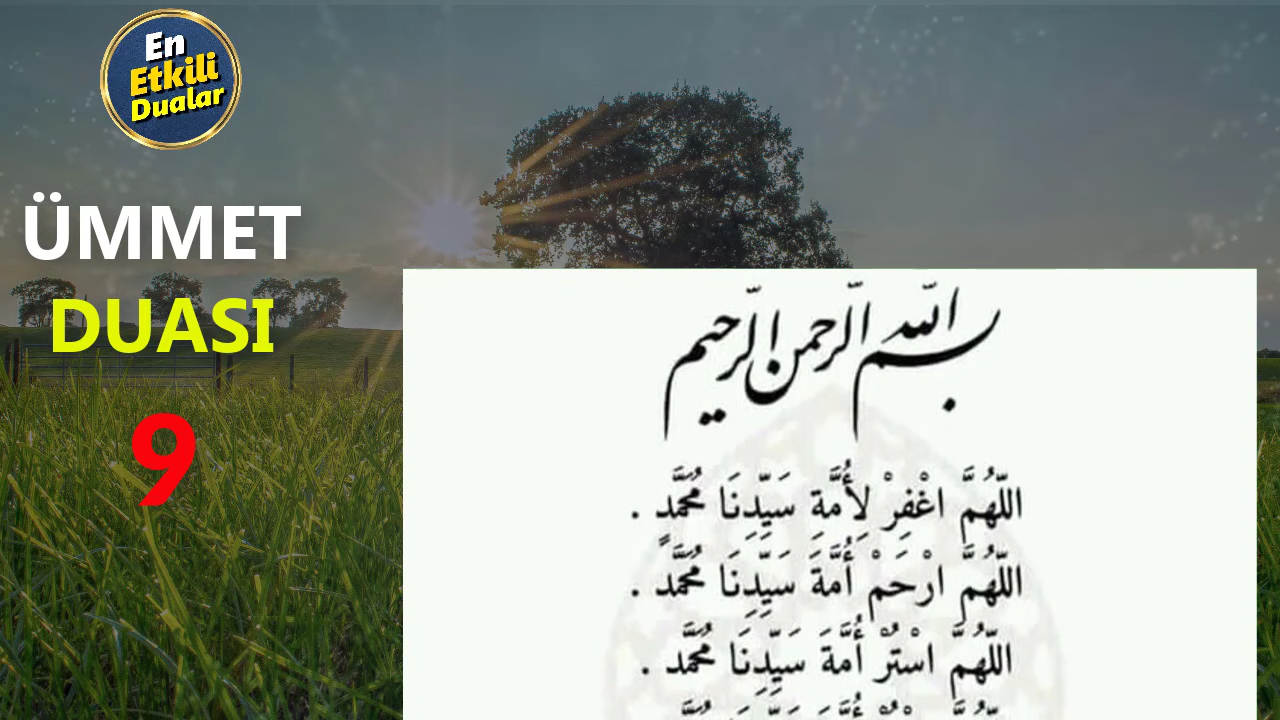 En
Etkili
Dualar
ÜMMET
DUASI
9
بسم الله الرحمن الرحيم
اللّٰهُمَّ اغْفِرْ لِأُمَّةِ سَيِّدِنَا مُحَمَّدٍ .
اللّٰهُمَّ ارْحَمْ أُمَّةَ سَيِّدِنَا مُحَمَّد .
اللّٰهُمَّ اسْتُرْ أُمَّةَ سَيِّدِنَا مُحَمَّد .